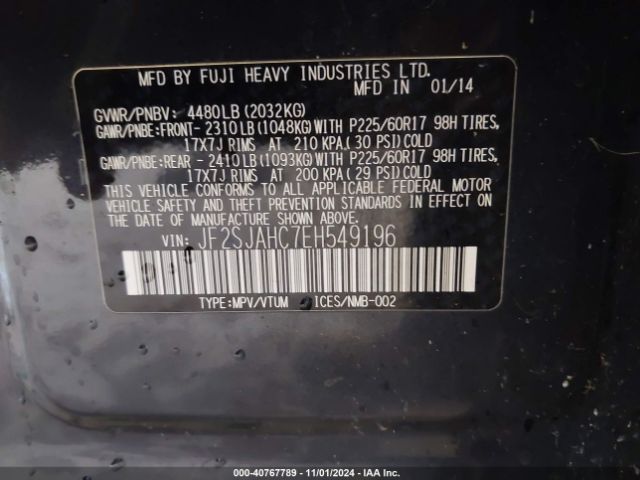 MFD BY FUJI HEAVY INDUSTRIES LTD.
MFD IN 01/14
GVWR/PNBV: 4480LB(2032KG)
GAWR/PNBE:FRONT- 2310LB(1048KG)WITH P225/60R17 98H TIRES,
17X7J RIMS AT 210 KPA.(30 PSI)COLD
GAWR/PNBE:REAR - 2410LB(1093KG)WITH P225/60R17 98H TIRES,
17X7J RIMS AT 200 KPA(29 PSI)COLD
THIS VEHICLE CONFORMS TO ALL APPLICABLE FEDERAL MOTOR
VEHICLE SAFETY AND THEFT PREVENTION STANDARDS IN EFFECT ON
THE DATE OF MANUFACTURE SHOWN ABOVE.
VIN: JF2SJAHC7EH549196
TYPE:MPV/VTUM ICES/NMB-002
000-40767789 - 11/01/2024 - IAA Inc.